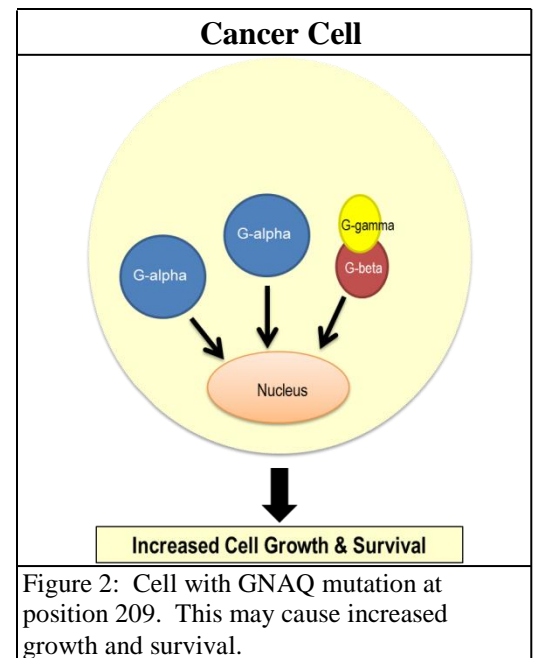 Cancer Cell
G-alpha
G-gamma
G-alpha
G-beta
Nucleus
Increased Cell Growth & Survival
Figure 2:  Cell with GNAQ mutation at
position 209.  This may cause increased
growth and survival.